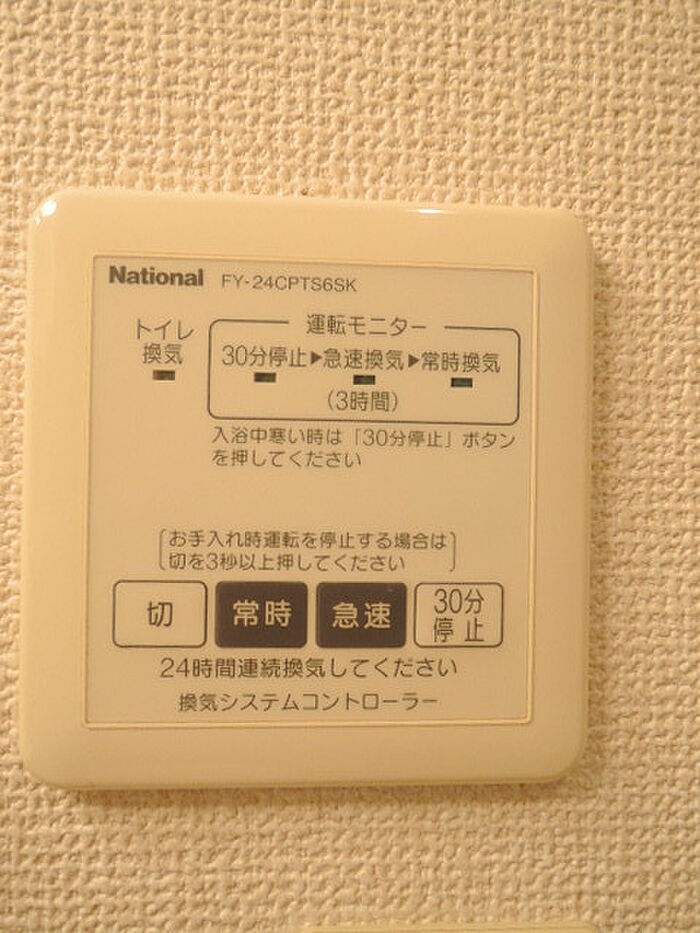 National FY-24CPTS6SK
運転モニター
トイレ
換気
30分停止▶急速換気▶常時換気
(3時間)
入浴中寒い時は「30分停止」ボタン
を押してください
お手入れ時運転を停止する場合は
切を3秒以上押してください
切 常時 急速 30分
停止
24時間連続換気してください
換気システムコントローラー